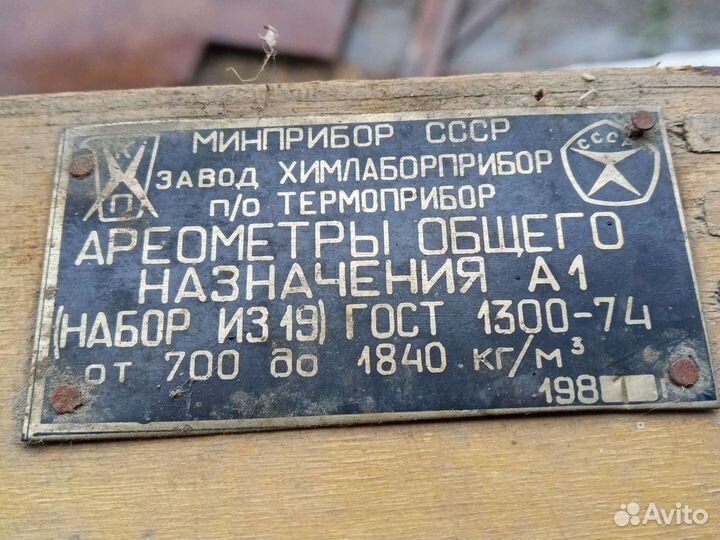 МИНПРИБОР СССР
ЗАВОД ХИМЛАБОРПРИБОР
П/О ТЕРМОПРИБОР
АРЕОМЕТРЫ ОБЩЕГО
НАЗНАЧЕНИЯ А1
(НАБОР ИЗ 19) ГОСТ 1300-74
от 700 до 1840 кг/м³
Avito